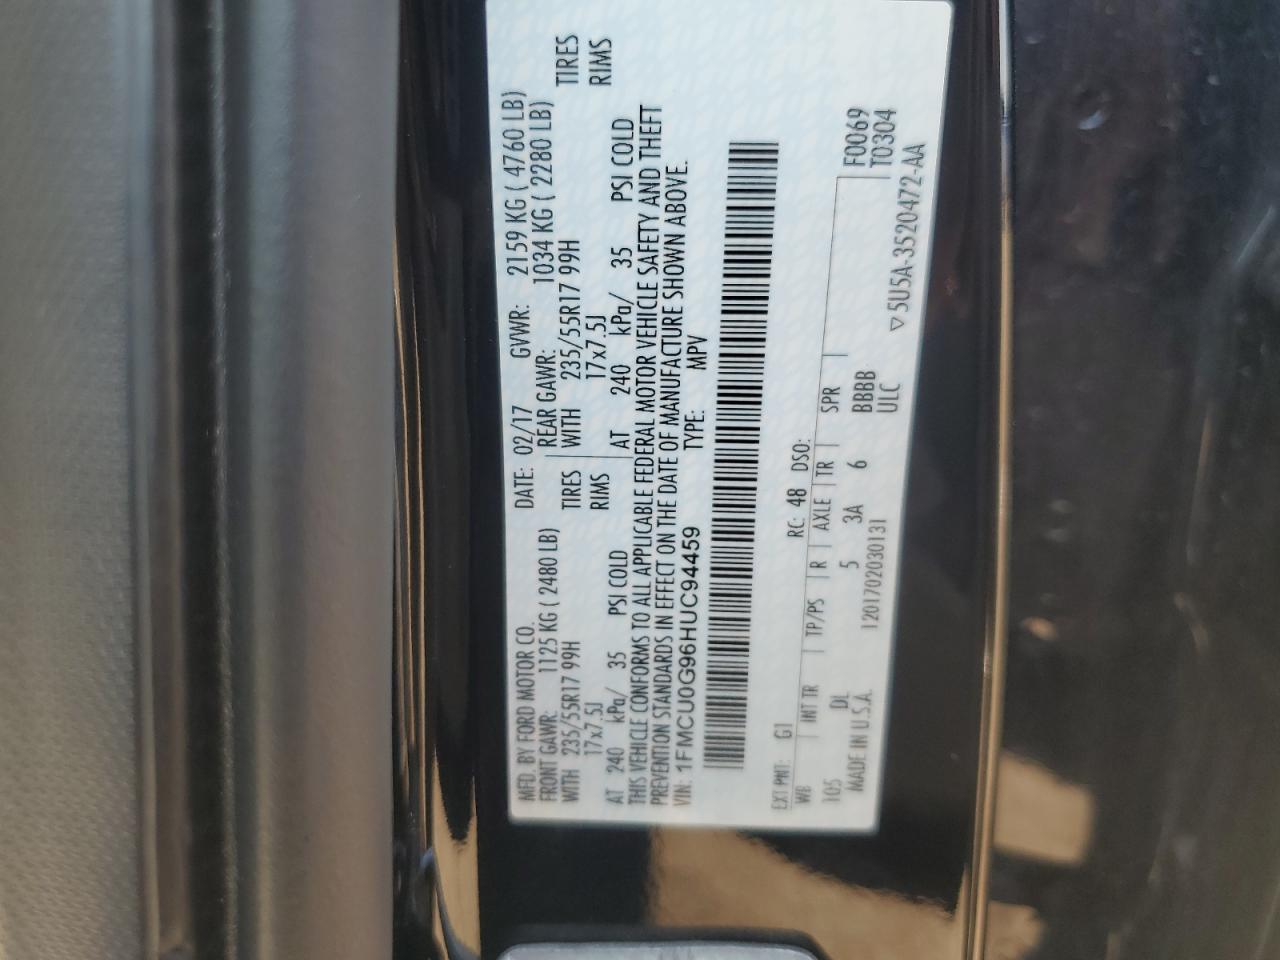 MFD. BY FORD MOTOR CO.
DATE: 02/17 GVWR: 2159 KG ( 4760 LB)
FRONT GAWR: 1125 KG ( 2480 LB) REAR GAWR: 1034 KG ( 2280 LB)
WITH 235/55R17 99H TIRES WITH 235/55R17 99H TIRES
17x7.5J RIMS 17x7.5J RIMS
AT 240 kPa/ 35 PSI COLD AT 240 kPa/ 35 PSI COLD
THIS VEHICLE CONFORMS TO ALL APPLICABLE FEDERAL MOTOR VEHICLE SAFETY AND THEFT
PREVENTION STANDARDS IN EFFECT ON THE DATE OF MANUFACTURE SHOWN ABOVE.
VIN: 1FMCU0G96HUC94459 TYPE: MPV
EXT PNT: G1 RC: 48 DSO:
WB INT TR TP/PS R AXLE TR SPR F0069
105 DL 5 3A 6 BBBB T0304
MADE IN U.S.A. 1201702030131 ULC
▽5U5A-3520472-AA